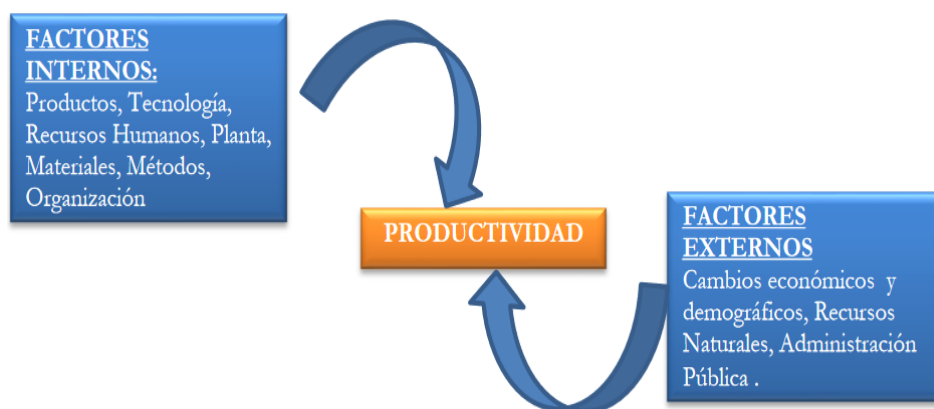 FACTORES
INTERNOS:
Productos, Tecnología,
Recursos Humanos, Planta,
Materiales, Métodos,
Organización
PRODUCTIVIDAD
FACTORES
EXTERNOS
Cambios económicos y
demográficos, Recursos
Naturales, Administración
Pública .